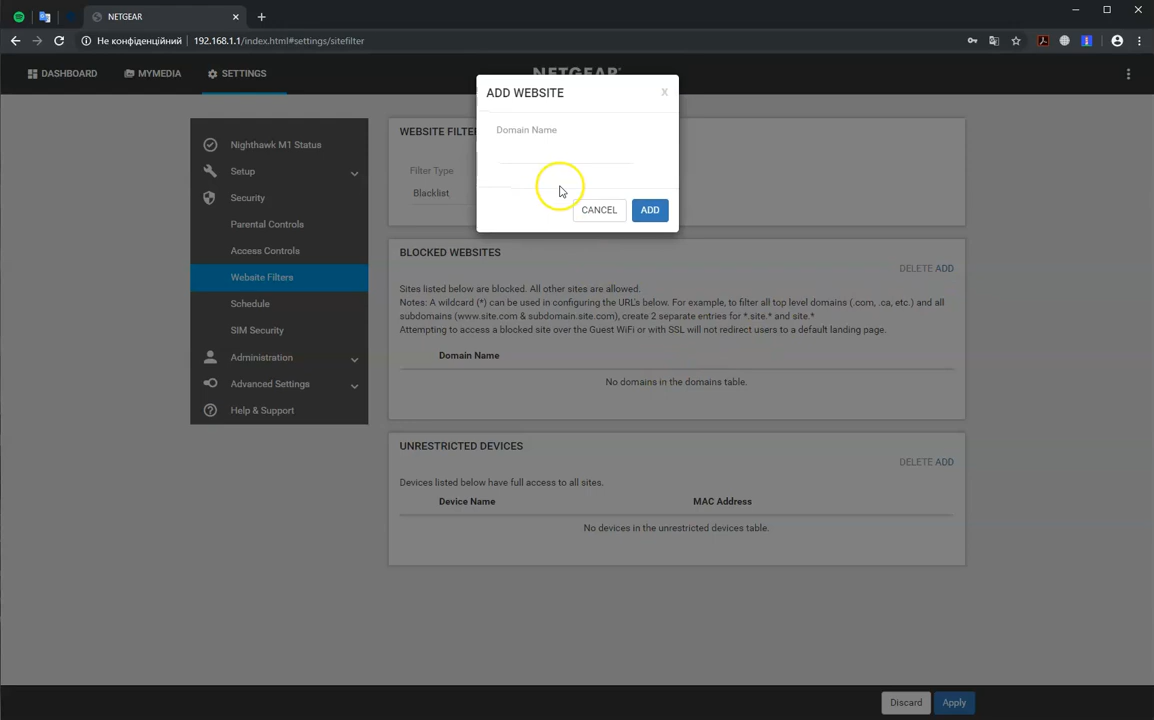 NETGEAR
Не конфіденційний
192.168.1.1/index.html#settings/sitefilter
DASHBOARD
MYMEDIA
SETTINGS
NETGEAR
ADD WEBSITE
X
Domain Name
CANCEL
ADD
Nighthawk M1 Status
Setup
Security
Parental Controls
Access Controls
Website Filters
Schedule
SIM Security
Administration
Advanced Settings
Help & Support
WEBSITE FILTE
Filter Type
Blacklist
BLOCKED WEBSITES
DELETE ADD
Sites listed below are blocked. All other sites are allowed.
Notes: A wildcard (*) can be used in configuring the URL's below. For example, to filter all top level domains (.com, .ca, etc.) and all
subdomains (www.site.com & subdomain.site.com), create 2 separate entries for *.site.* and site.*
Attempting to access a blocked site over the Guest WiFi or with SSL will not redirect users to a default landing page.
Domain Name
No domains in the domains table.
UNRESTRICTED DEVICES
DELETE ADD
Devices listed below have full access to all sites.
Device Name
MAC Address
No devices in the unrestricted devices table.
Discard
Apply